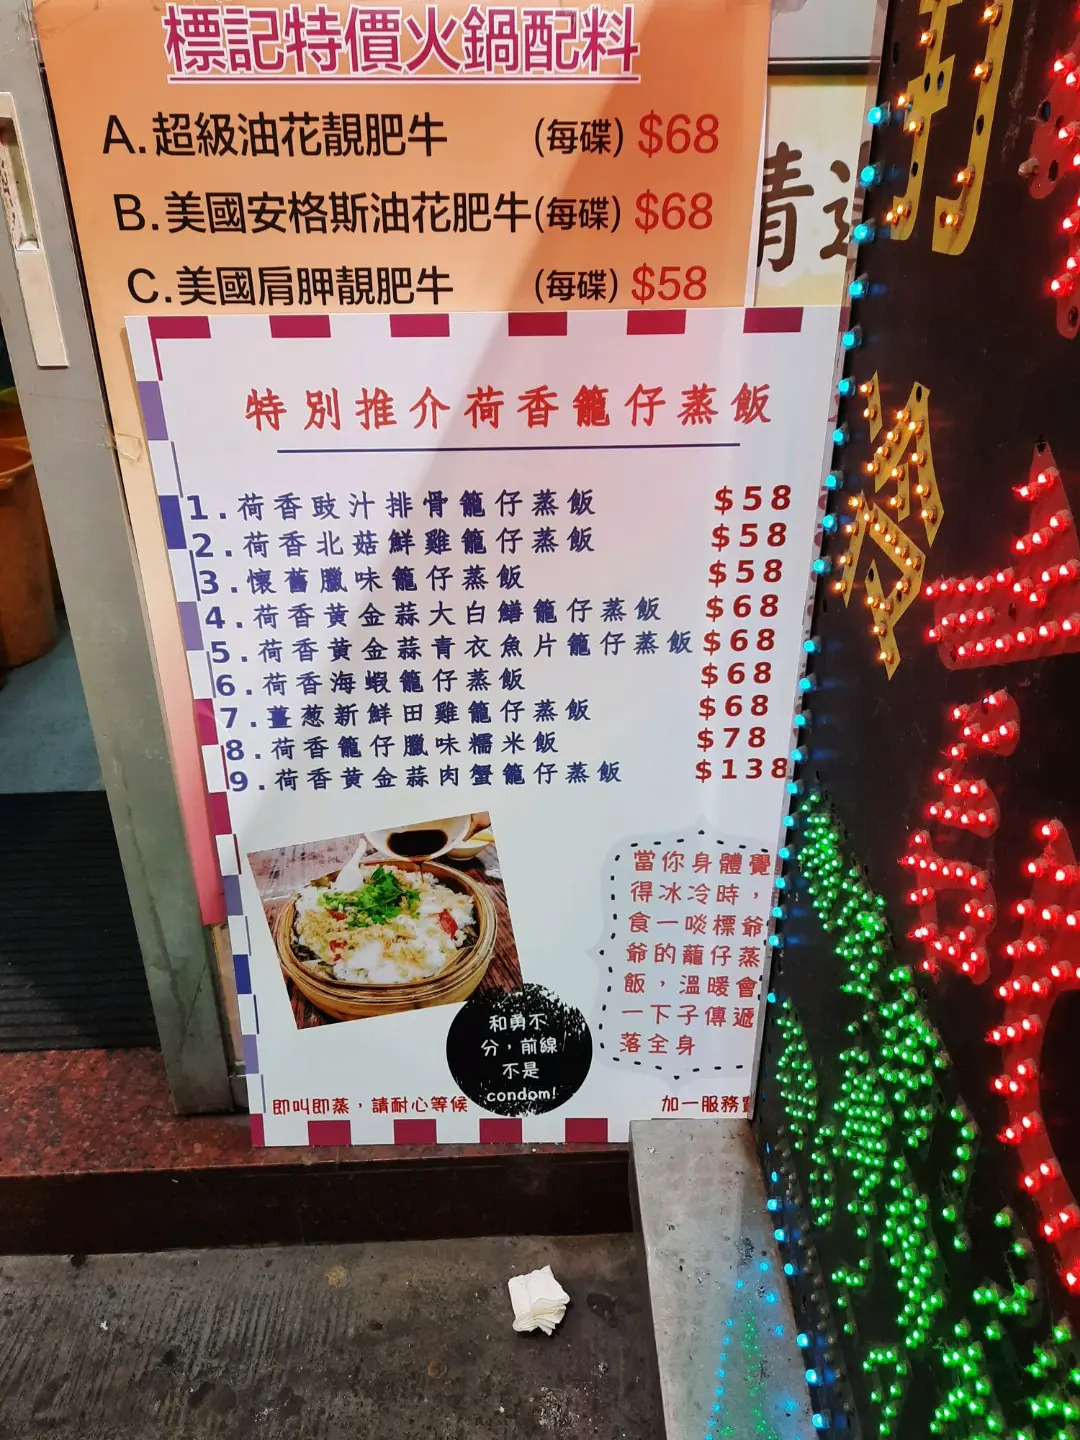 標記特價火鍋配料
A.超級油花靚肥牛 (每碟) $68
B.美國安格斯油花肥牛(每碟) $68
C.美國肩胛靚肥牛 (每碟) $58
特別推介荷香籠仔蒸飯
1.荷香豉汁排骨籠仔蒸飯 $58
2.荷香北菇鮮雞籠仔蒸飯 $58
3.懷舊臘味籠仔蒸飯 $58
4.荷香黃金蒜大白鱔籠仔蒸飯 $68
5.荷香黃金蒜青衣魚片籠仔蒸飯 $68
6.荷香海蝦籠仔蒸飯 $68
7.薑葱新鮮田雞籠仔蒸飯 $68
8.荷香籠仔臘味糯米飯 $78
9.荷香黃金蒜肉蟹籠仔蒸飯 $138
當你身體覺
得冰冷時，
食一啖標爺
爺的蘢仔蒸
飯，溫暖會
一下子傳遞
落全身
和勇不
分，前線
不是
condom!
即叫即蒸，請耐心等候
加一服務